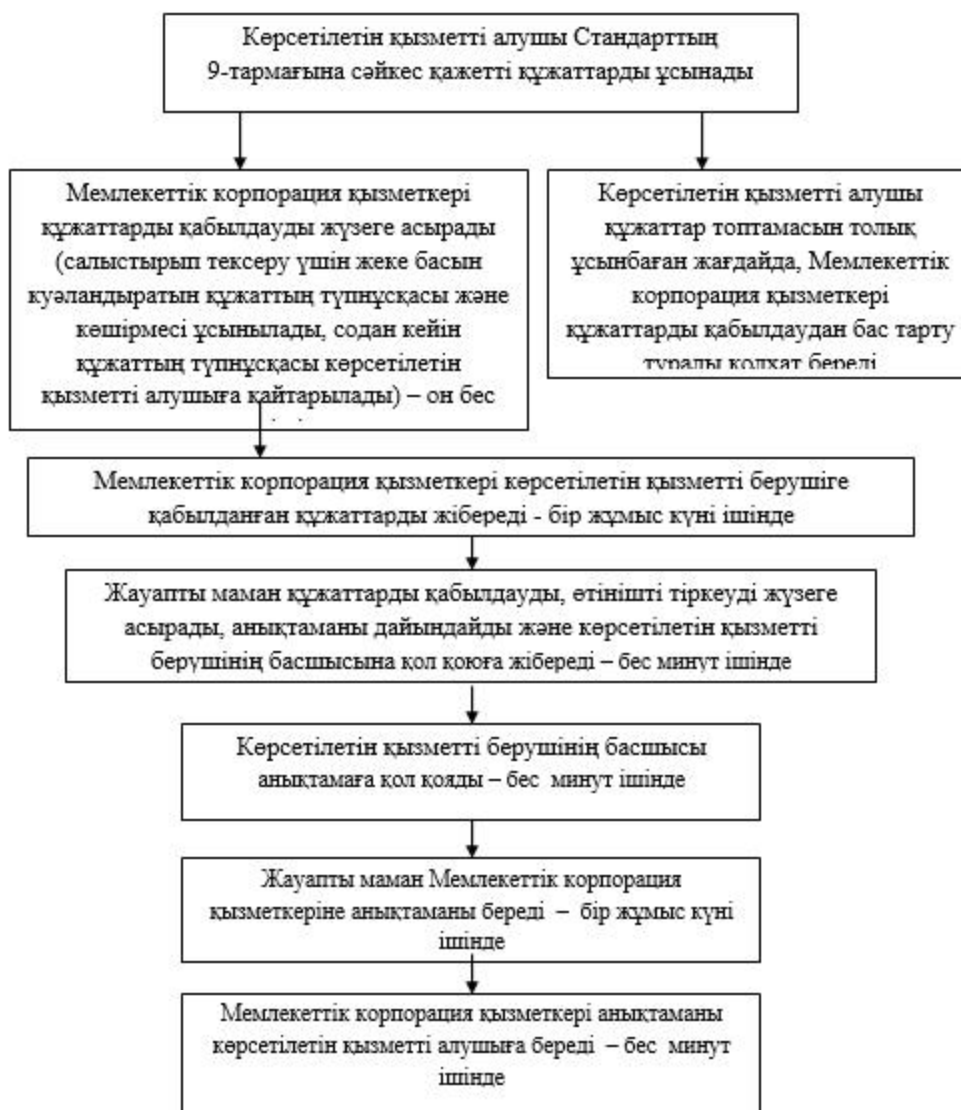 Көрсетілетін қызметті алушы Стандарттың
9-тармағына сәйкес қажетті құжаттарды ұсынады
Мемлекеттік корпорация қызметкері
құжаттарды қабылдауды жүзеге асырады
(салыстырып тексеру үшін жеке басын
куәландыратын құжаттың түпнұсқасы және
көшірмесі ұсынылады, содан кейін
құжаттың түпнұсқасы көрсетілетін
қызметті алушыға қайтарылады) – он бес
Көрсетілетін қызметті алушы
құжаттар топтамасын толық
ұсынбаған жағдайда, Мемлекеттік
корпорация қызметкері
құжаттарды қабылдаудан бас тарту
туралы қолхат береді
Мемлекеттік корпорация қызметкері көрсетілетін қызметті берушіге
қабылданған құжаттарды жібереді - бір жұмыс күні ішінде
Жауапты маман құжаттарды қабылдауды, өтінішті тіркеуді жүзеге
асырады, анықтаманы дайындайды және көрсетілетін қызметті
берушінің басшысына қол қоюға жібереді – бес минут ішінде
Көрсетілетін қызметті берушінің басшысы
анықтамаға қол қояды – бес минут ішінде
Жауапты маман Мемлекеттік корпорация
қызметкеріне анықтаманы береді – бір жұмыс күні
ішінде
Мемлекеттік корпорация қызметкері анықтаманы
көрсетілетін қызметті алушыға береді – бес минут
ішінде